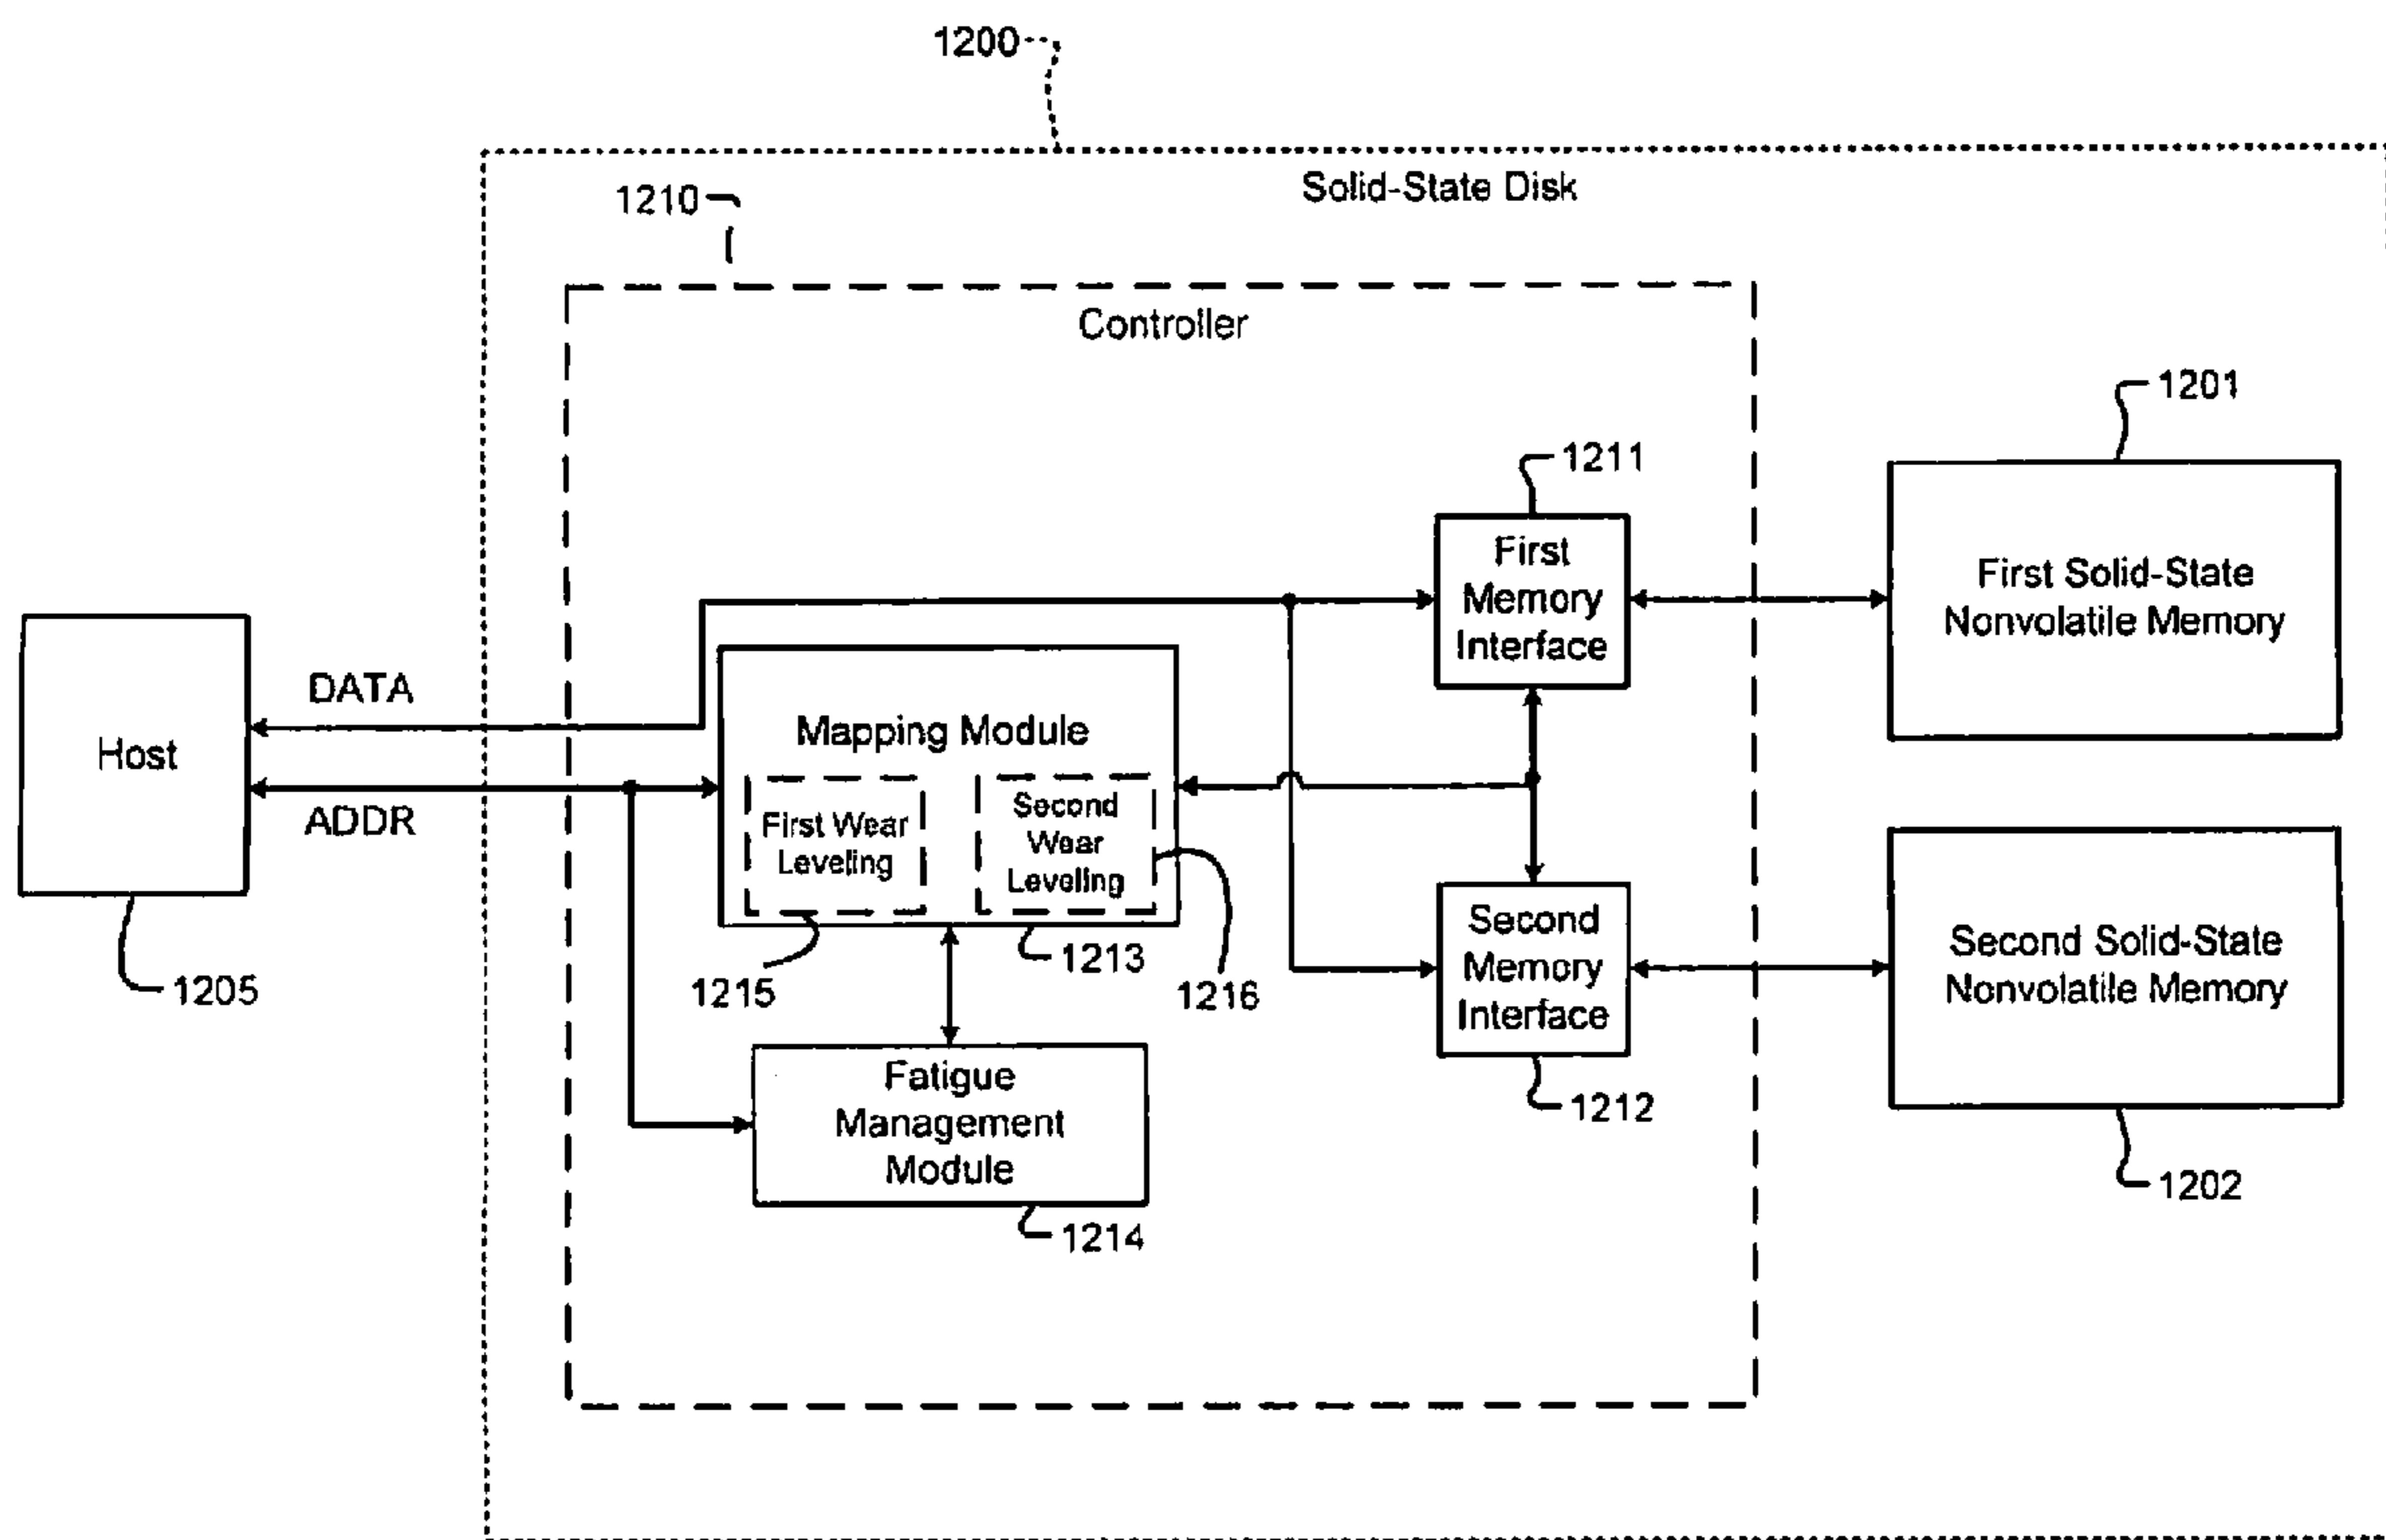 1200
Solid-State Disk
1210
Controller
1201
1211
First
Memory
Interface
First Solid-State
Nonvolatile Memory
DATA
Host
ADDR
Mapping Module
First Wear
Leveling
Second
Wear
Leveling
1205
1215
1213
1216
Second
Memory
Interface
Second Solid-State
Nonvolatile Memory
Fatigue
Management
Module
1212
1202
1214